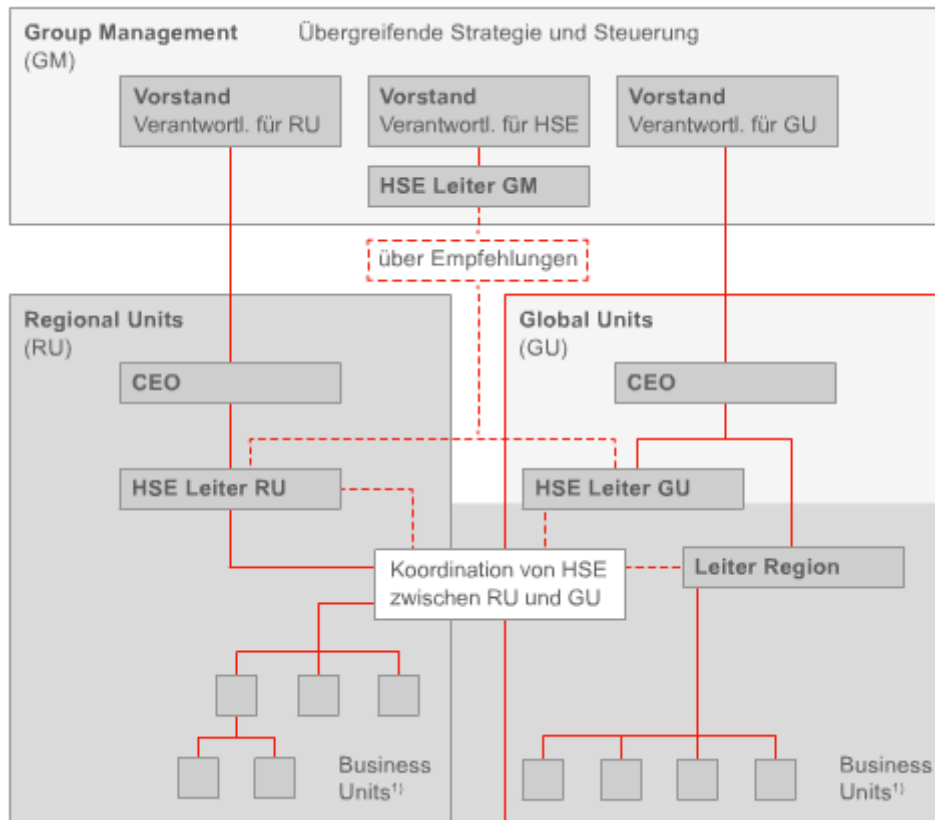 Group Management Übergreifende Strategie und Steuerung
(GM)
Vorstand
Verantwortl. für RU
Vorstand
Verantwortl. für HSE
Vorstand
Verantwortl. für GU
HSE Leiter GM
über Empfehlungen
Regional Units
(RU)
Global Units
(GU)
CEO
CEO
HSE Leiter RU
HSE Leiter GU
Koordination von HSE
zwischen RU und GU
Leiter Region
Business
Units¹⁾
Business
Units¹⁾